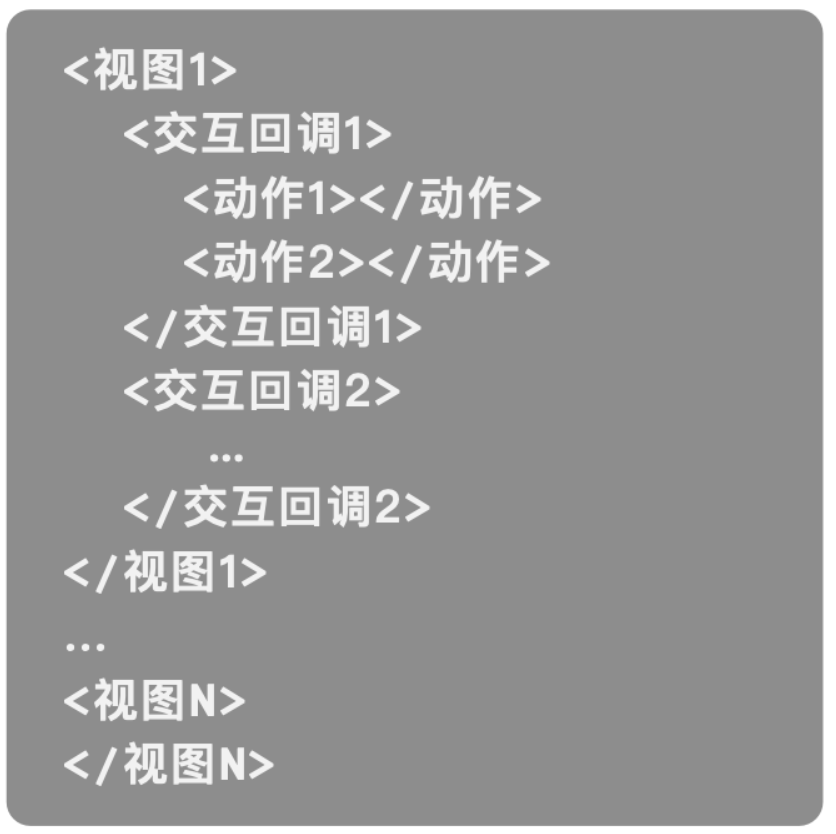 <视图1>
<交互回调1>
<动作1></动作>
<动作2></动作>
</交互回调1>
<交互回调2>
...
</交互回调2>
</视图1>
...
<视图N>
</视图N>